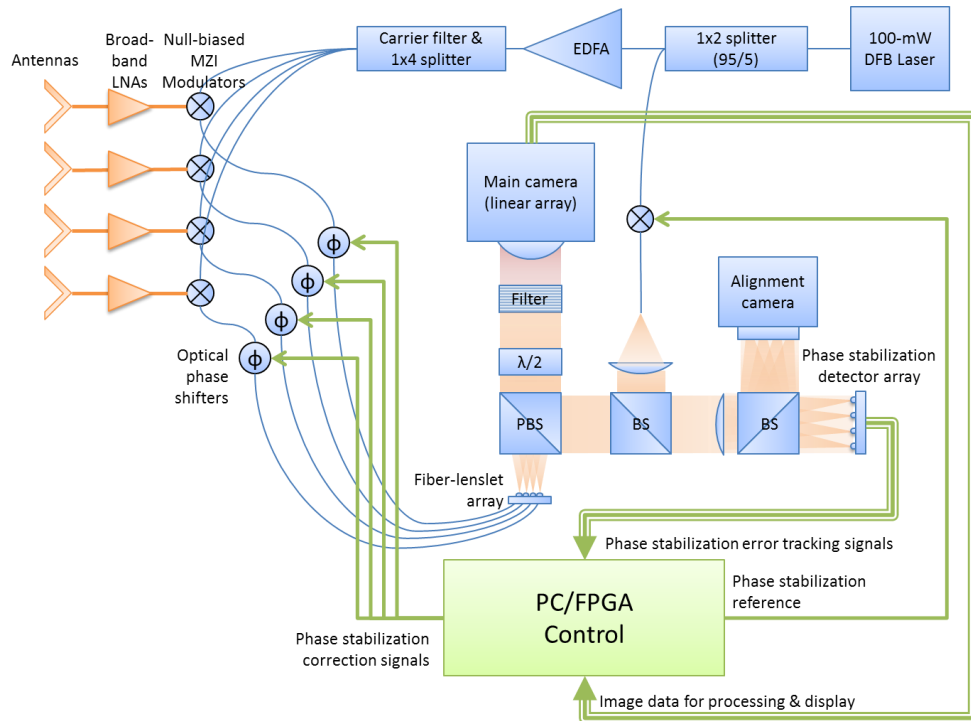 Antennas
Broad-
band
LNAs
Null-biased
MZI
Modulators
Carrier filter &
1x4 splitter
EDFA
1x2 splitter
(95/5)
100-mW
DFB Laser
Main camera
(linear array)
Filter
λ/2
PBS
BS
BS
Alignment
camera
Phase stabilization
detector array
ϕ
ϕ
ϕ
ϕ
Optical
phase
shifters
Fiber-lenslet
array
Phase stabilization error tracking signals
PC/FPGA
Control
Phase stabilization
reference
Phase stabilization
correction signals
Image data for processing & display